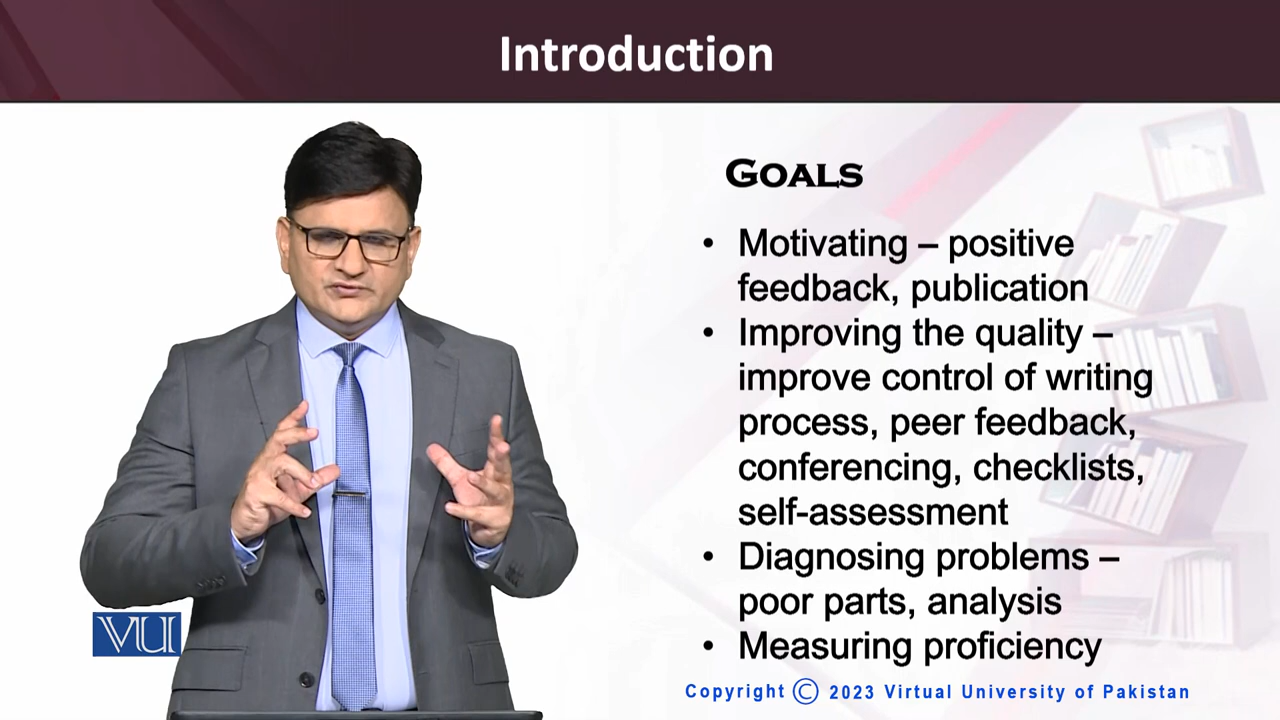 Introduction
GOALS
• Motivating – positive
feedback, publication
• Improving the quality –
improve control of writing
process, peer feedback,
conferencing, checklists,
self-assessment
• Diagnosing problems –
poor parts, analysis
• Measuring proficiency
VU
Copyright © 2023 Virtual University of Pakistan